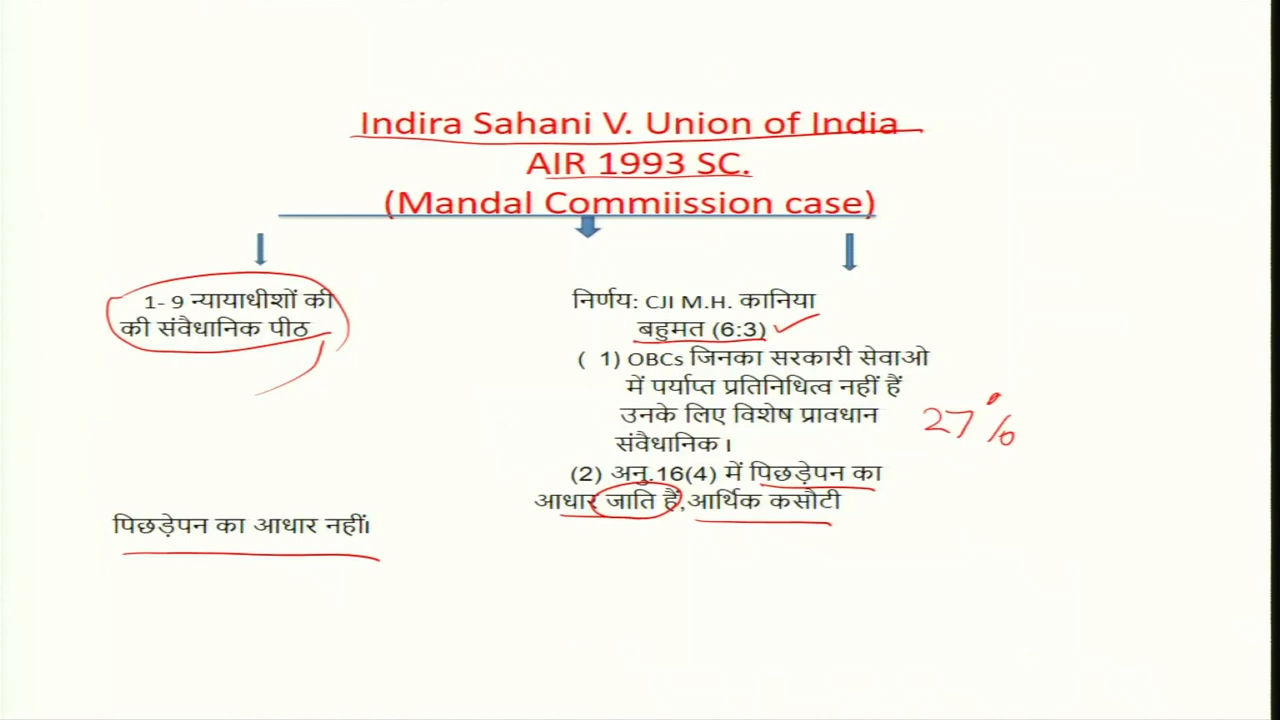 Indira Sahani V. Union of India
AIR 1993 SC.
(Mandal Commiission case)
1- 9 न्यायाधीशों की
की संवैधानिक पीठ
निर्णय: CJI M.H. कानिया
बहुमत (6:3)
( 1) OBCs जिनका सरकारी सेवाओ
में पर्याप्त प्रतिनिधित्व नहीं हैं
उनके लिए विशेष प्रावधान
संवैधानिक।
27%
(2) अनु.16(4) में पिछड़ेपन का
आधार जाति हैं,आर्थिक कसौटी
पिछड़ेपन का आधार नहीं।